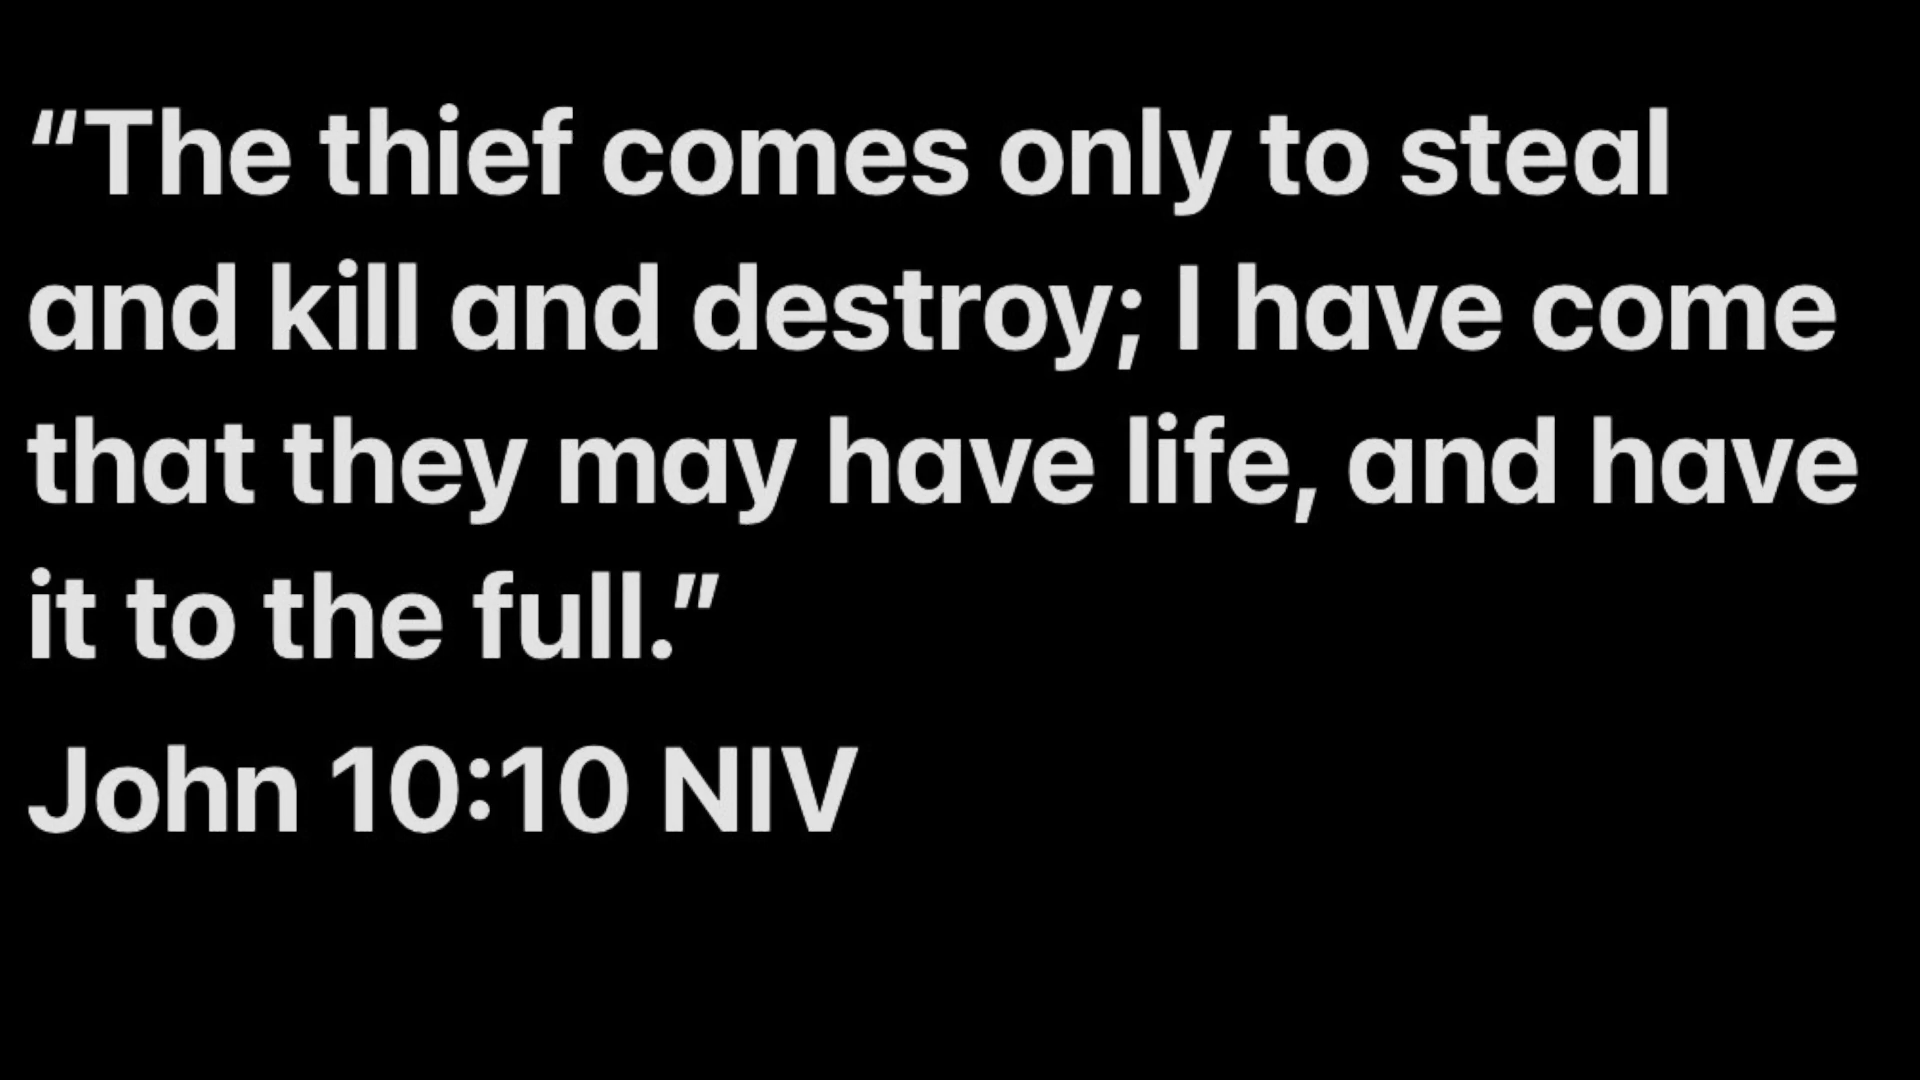 “The thief comes only to steal
and kill and destroy; I have come
that they may have life, and have
it to the full.”
John 10:10 NIV